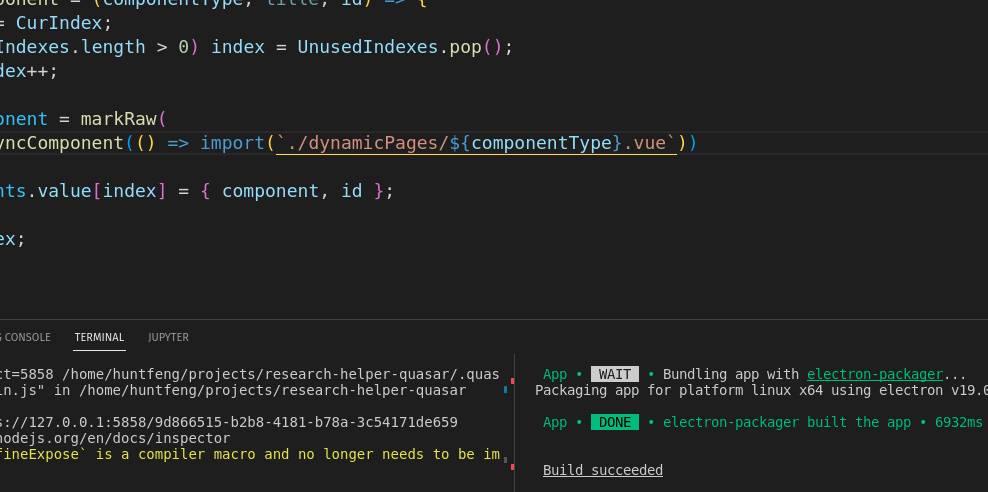 ponent = (componentType, title, id) => {
= CurIndex;
Indexes.length > 0) index = UnusedIndexes.pop();
dex++;
onent = markRaw(
yncComponent(() => import(`./dynamicPages/${componentType}.vue`))
nts.value[index] = { component, id };
ex;
G CONSOLE TERMINAL JUPYTER
ct=5858 /home/huntfeng/projects/research-helper-quasar/.quas
in.js" in /home/huntfeng/projects/research-helper-quasar
s://127.0.0.1:5858/9d866515-b2b8-4181-b78a-3c54171de659
nodejs.org/en/docs/inspector
fineExpose` is a compiler macro and no longer needs to be im
App • WAIT • Bundling app with electron-packager...
Packaging app for platform linux x64 using electron v19.0
App • DONE • electron-packager built the app • 6932ms
Build succeeded